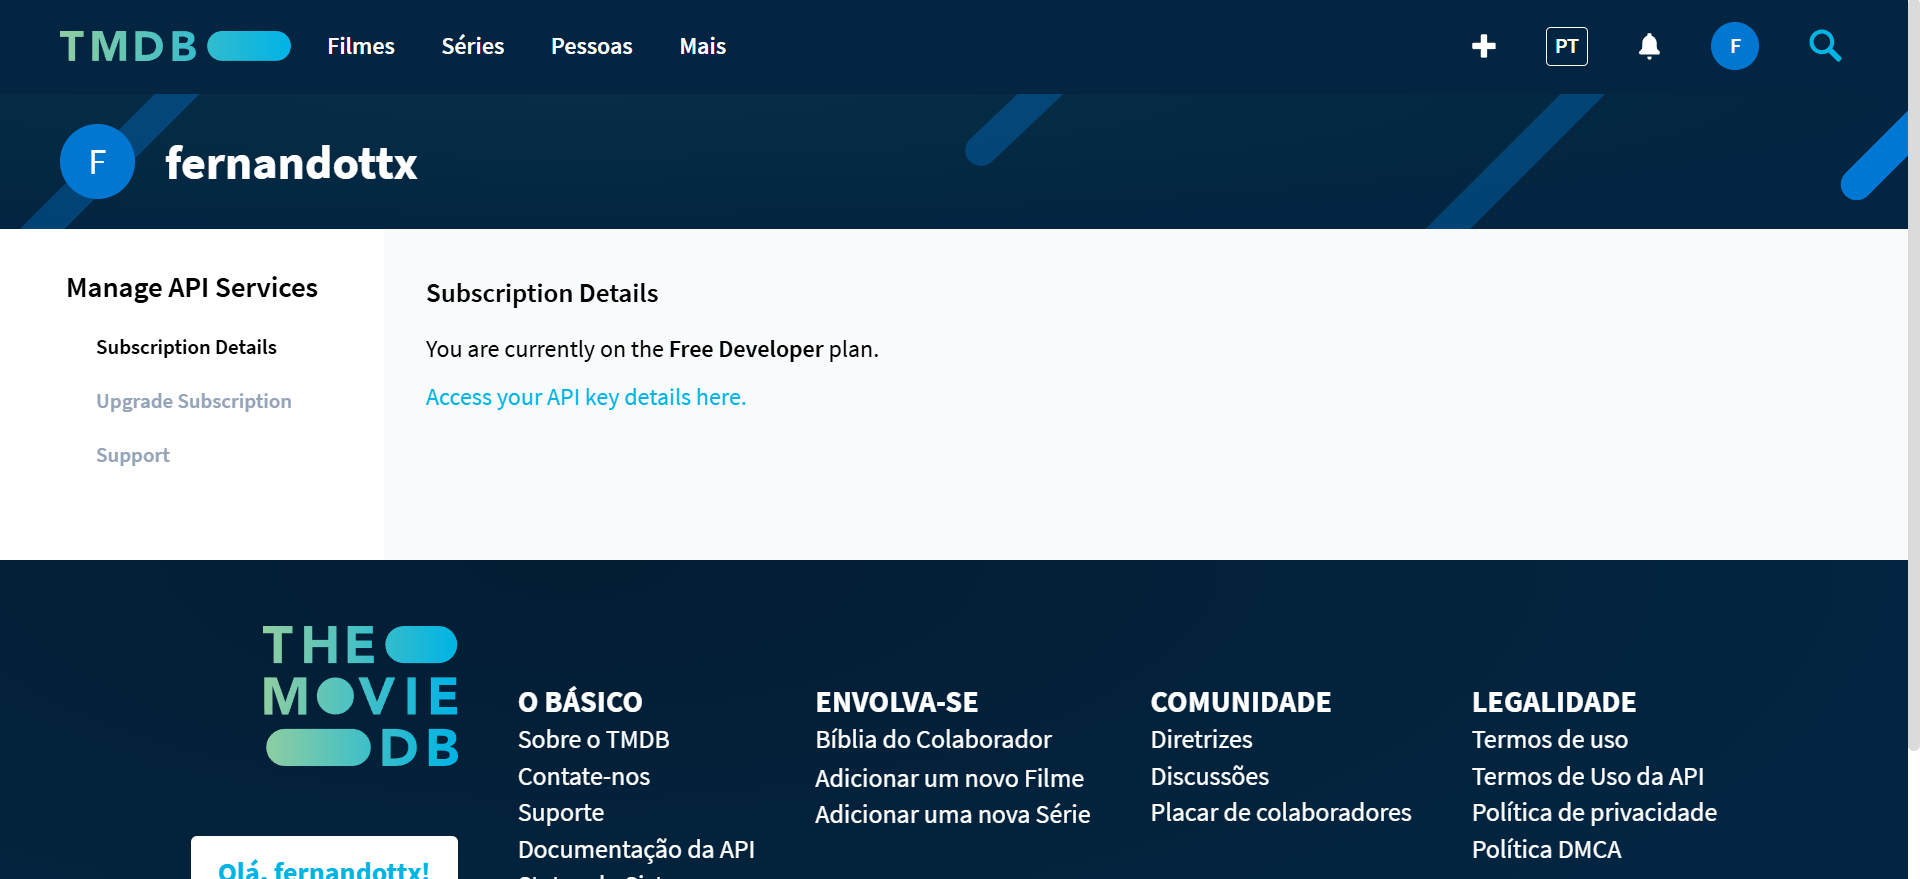 TMDB Filmes Séries Pessoas Mais PT F
F fernandottx
Manage API Services
Subscription Details
Upgrade Subscription
Support
Subscription Details
You are currently on the Free Developer plan.
Access your API key details here.
THE
MOVIE
DB
Olá, fernandottx!
O BÁSICO
Sobre o TMDB
Contate-nos
Suporte
Documentação da API
ENVOLVA-SE
Bíblia do Colaborador
Adicionar um novo Filme
Adicionar uma nova Série
COMUNIDADE
Diretrizes
Discussões
Placar de colaboradores
LEGALIDADE
Termos de uso
Termos de Uso da API
Política de privacidade
Política DMCA